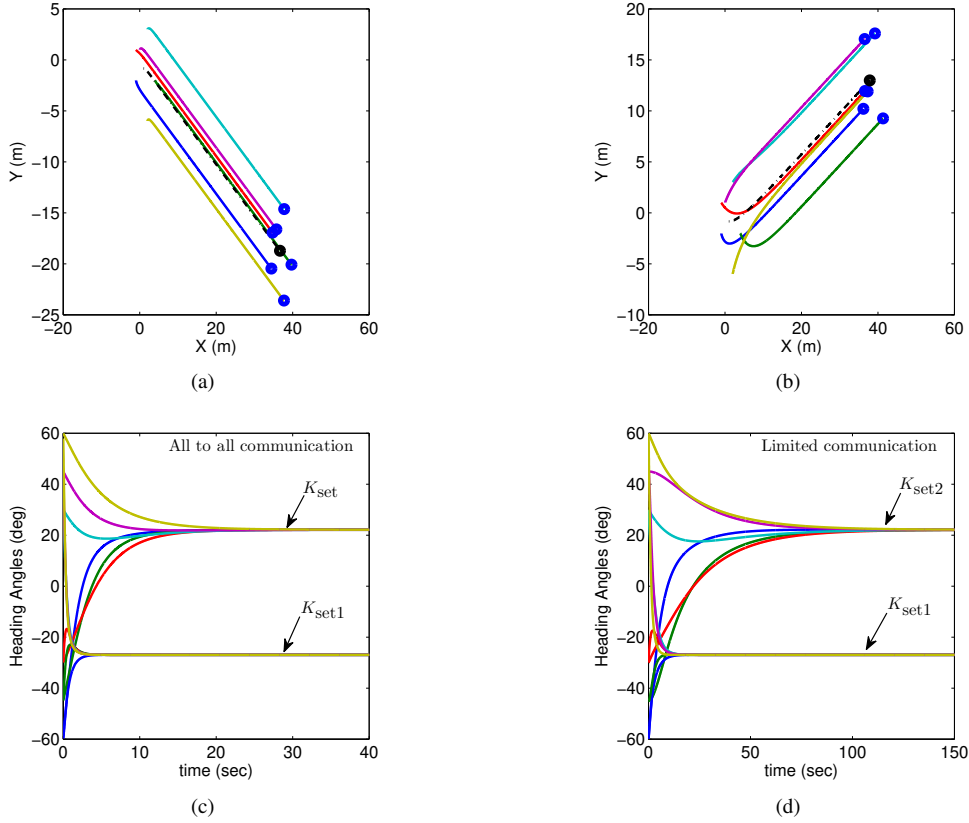 5
0
−5
−10
−15
−20
−25
−20
0
20
40
60
Y (m)
X (m)
(a)
20
15
10
5
0
−5
−10
−20
0
20
40
60
Y (m)
X (m)
(b)
60
40
20
0
−20
−40
−60
0
10
20
30
40
Heading Angles (deg)
time (sec)
All to all communication
Kset
Kset1
(c)
60
40
20
0
−20
−40
−60
0
50
100
150
Heading Angles (deg)
time (sec)
Limited communication
Kset2
Kset1
(d)